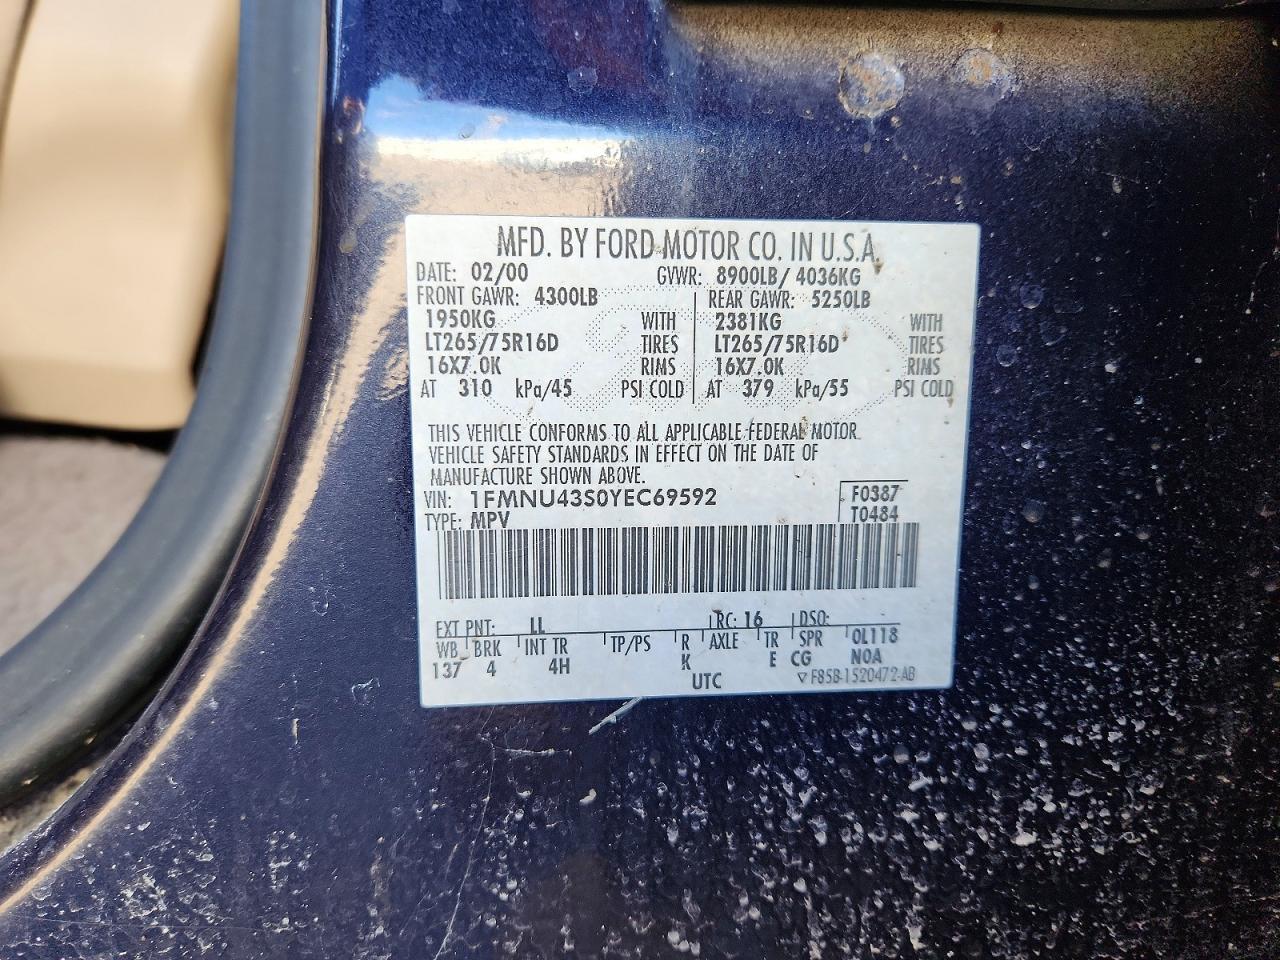 MFD. BY FORD MOTOR CO. IN U.S.A.
DATE: 02/00 GVWR: 8900LB/ 4036KG
FRONT GAWR: 4300LB REAR GAWR: 5250LB
1950KG WITH 2381KG WITH
LT265/75R16D TIRES LT265/75R16D TIRES
16X7.0K RIMS 16X7.0K RIMS
AT 310 kPa/45 PSI COLD AT 379 kPa/55 PSI COLD
THIS VEHICLE CONFORMS TO ALL APPLICABLE FEDERAL MOTOR
VEHICLE SAFETY STANDARDS IN EFFECT ON THE DATE OF
MANUFACTURE SHOWN ABOVE.
VIN: 1FMNU43S0YEC69592 F0387
TYPE: MPV T0484
EXT PNT: LL RC: 16 DSO:
WB BRK INT TR TP/PS R AXLE TR SPR OL118
137 4 4H K E CG NOA
UTC ▽ F85B-1520472-AB